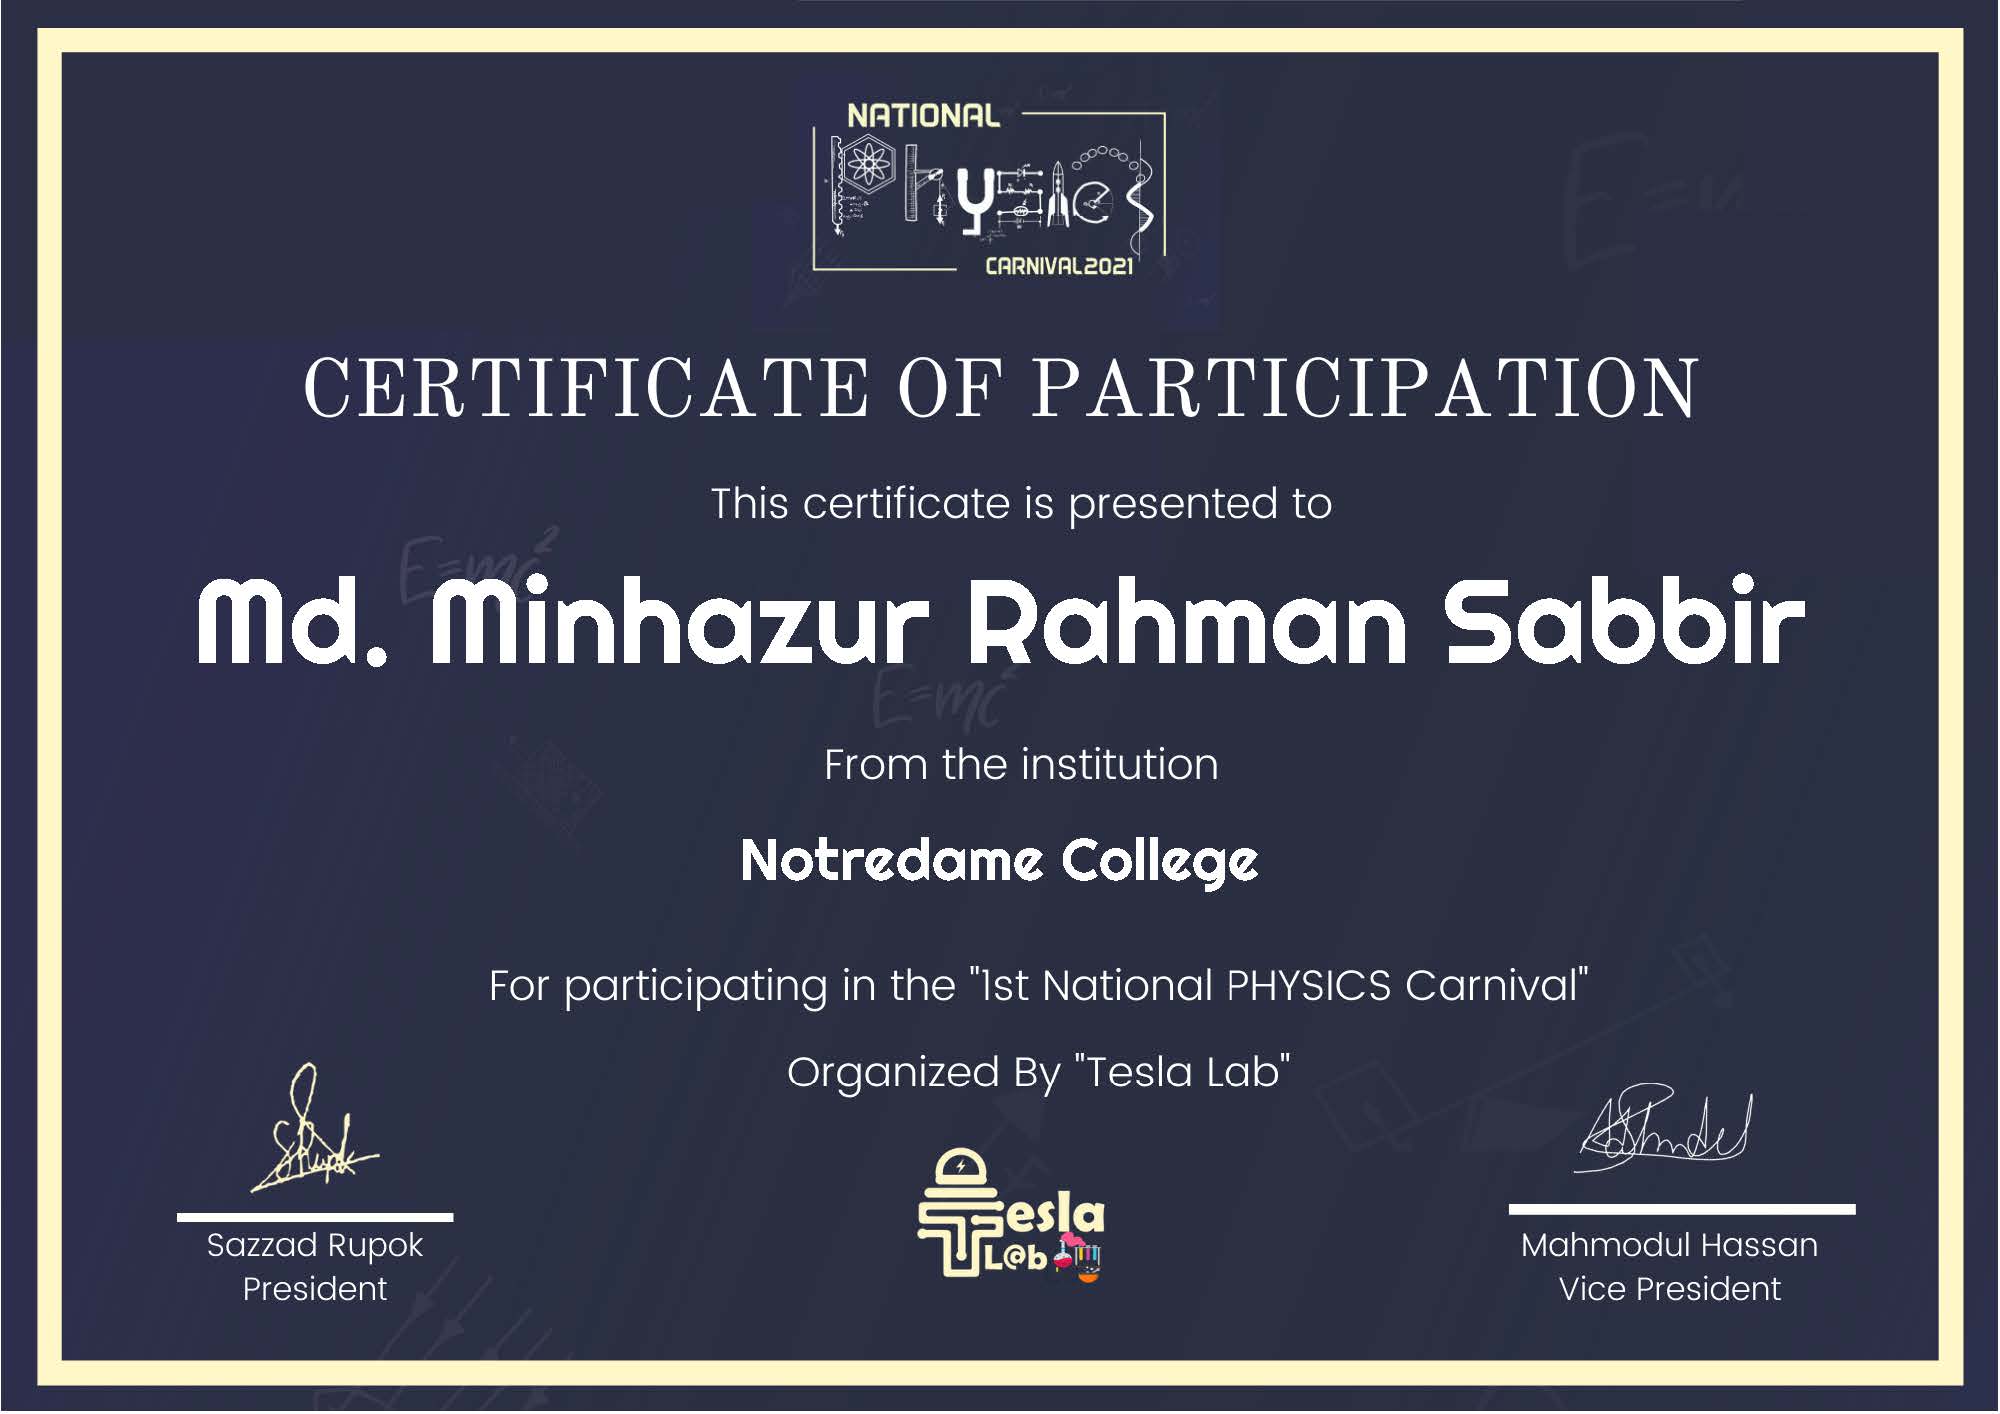 NATIONAL
PHYSICS
CARNIVAL2021
CERTIFICATE OF PARTICIPATION
This certificate is presented to
E=mc²
Md. Minhazur Rahman Sabbir
E=mc²
From the institution
Notredame College
For participating in the "1st National PHYSICS Carnival"
Organized By "Tesla Lab"
Tesla
L@b
Sazzad Rupok
President
Mahmodul Hassan
Vice President